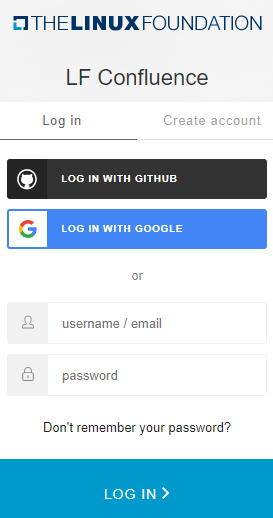 THE LINUX FOUNDATION
LF Confluence
Log in
Create account
LOG IN WITH GITHUB
LOG IN WITH GOOGLE
or
username / email
password
Don't remember your password?
LOG IN